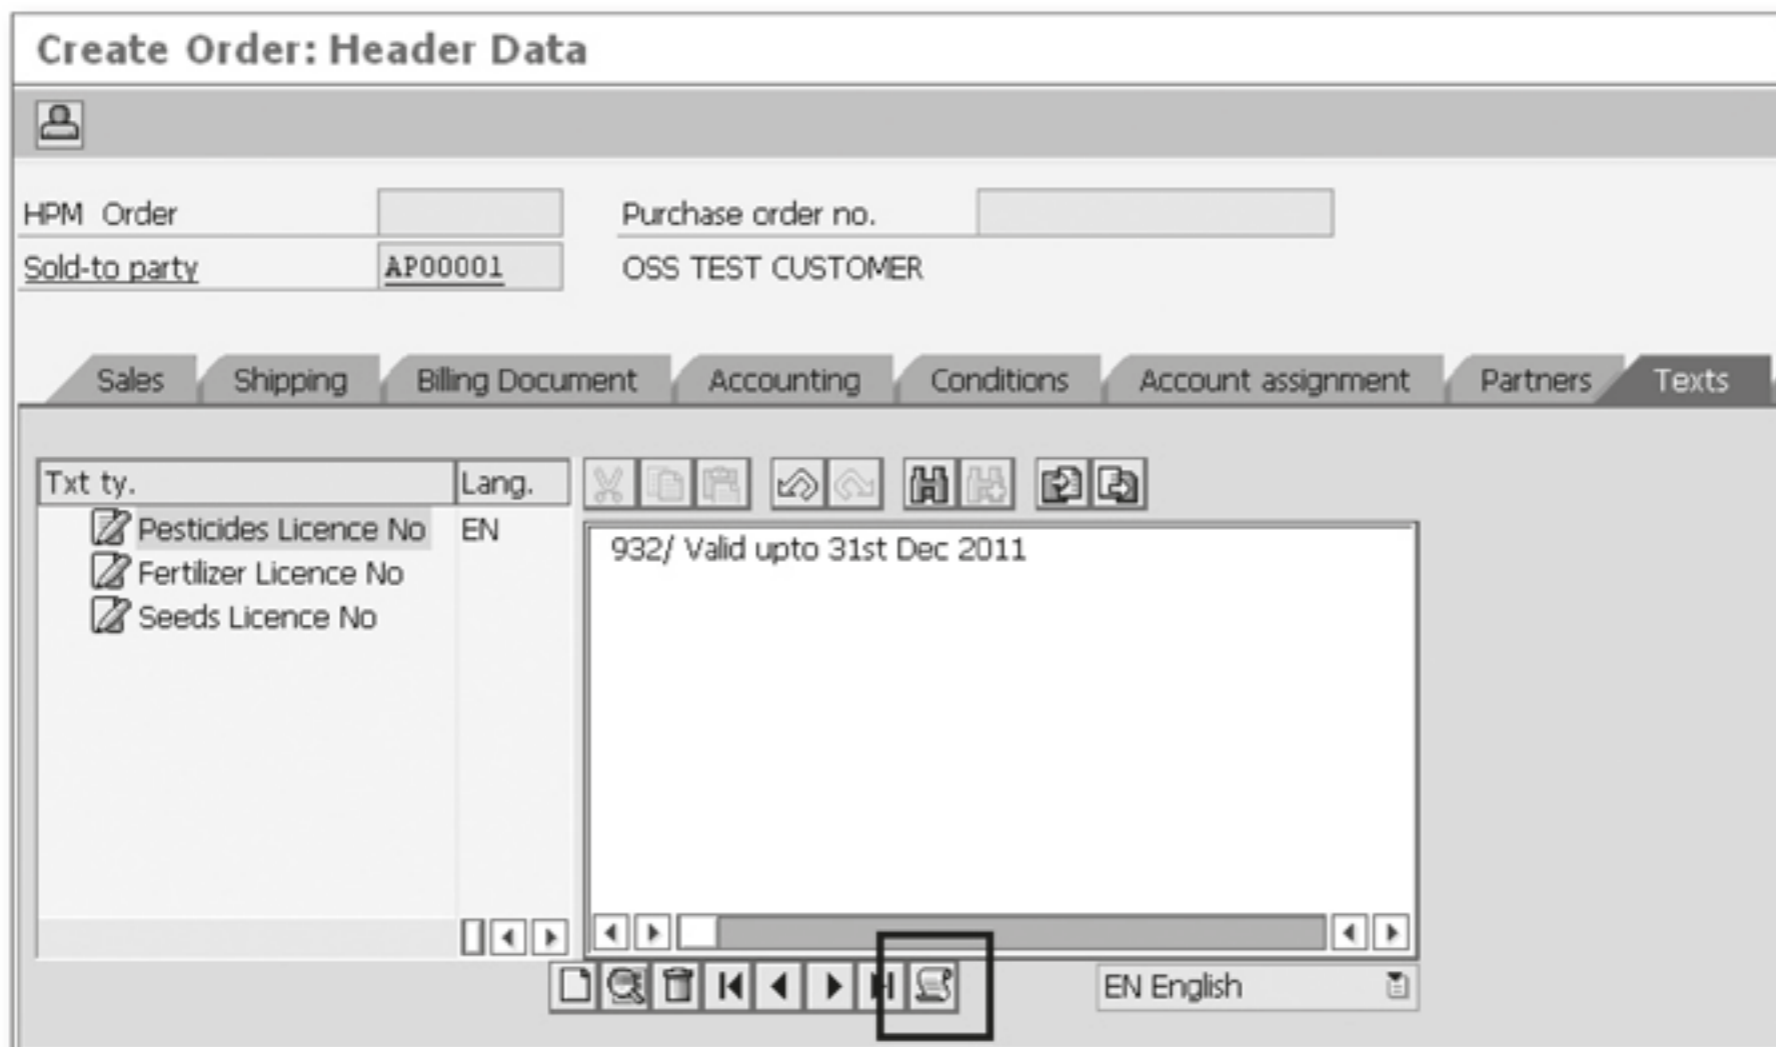 Create Order: Header Data
HPM Order Purchase order no.
Sold-to party AP00001 OSS TEST CUSTOMER
Sales Shipping Billing Document Accounting Conditions Account assignment Partners Texts
Txt ty. Lang.
Pesticides Licence No EN
932/ Valid upto 31st Dec 2011
Fertilizer Licence No
Seeds Licence No
EN English